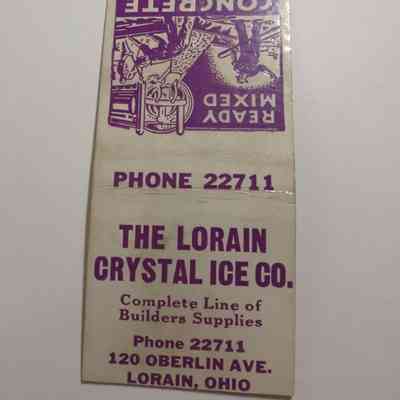 READY
MIXED
CONCRETE
PHONE 22711
THE LORAIN
CRYSTAL ICE CO.
Complete Line of
Builders Supplies
Phone 22711
120 OBERLIN AVE.
LORAIN, OHIO